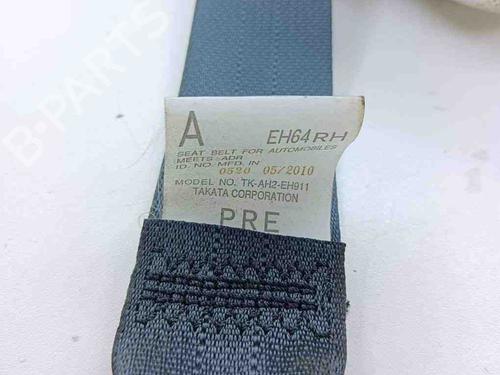 B-PARTS
A EH64RH
SEAT BELT FOR AUTOMOBILES
MEETS ADR
ID. NO. MFD. IN 0520 05/2010
MODEL NO. TK-AH2-EH911
TAKATA CORPORATION
PRE